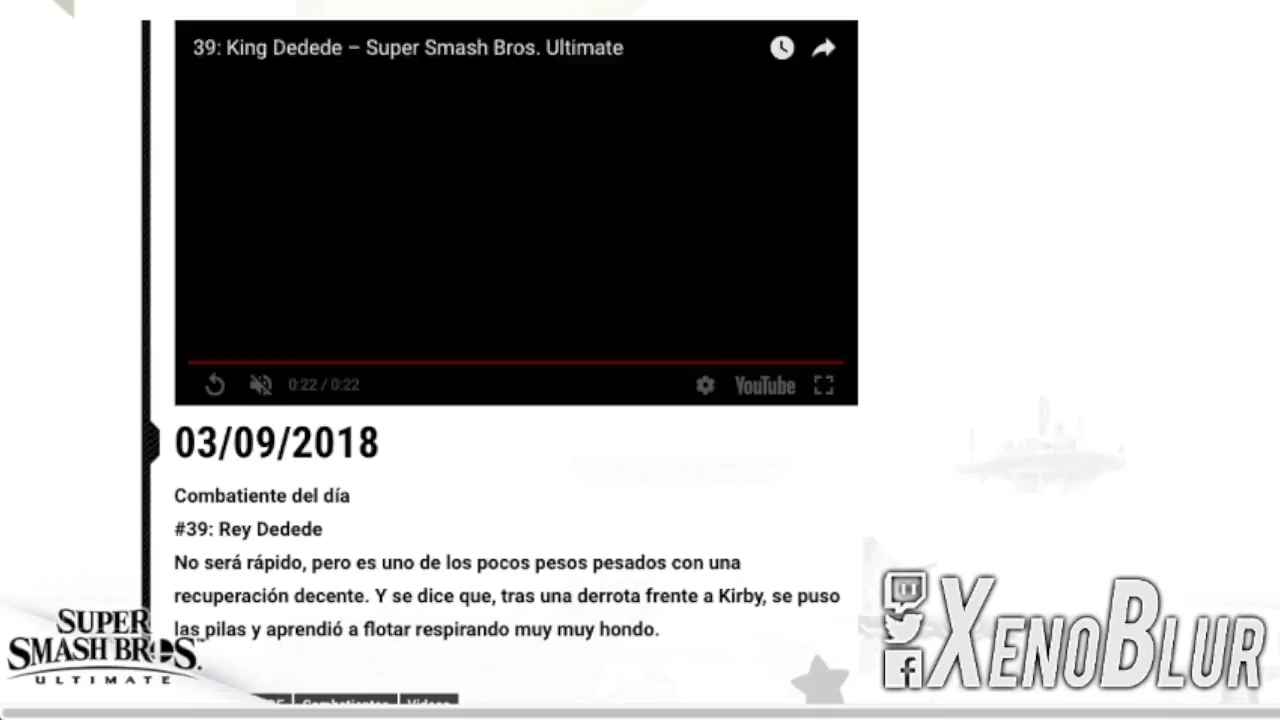 39: King Dedede – Super Smash Bros. Ultimate
0:22 / 0:22
YouTube
03/09/2018
Combatiente del día
#39: Rey Dedede
No será rápido, pero es uno de los pocos pesos pesados con una
recuperación decente. Y se dice que, tras una derrota frente a Kirby, se puso
las pilas y aprendió a flotar respirando muy muy hondo.
SUPER
SMASH BROS.™
ULTIMATE
XENOBLUR
Combatientes
Vídeos